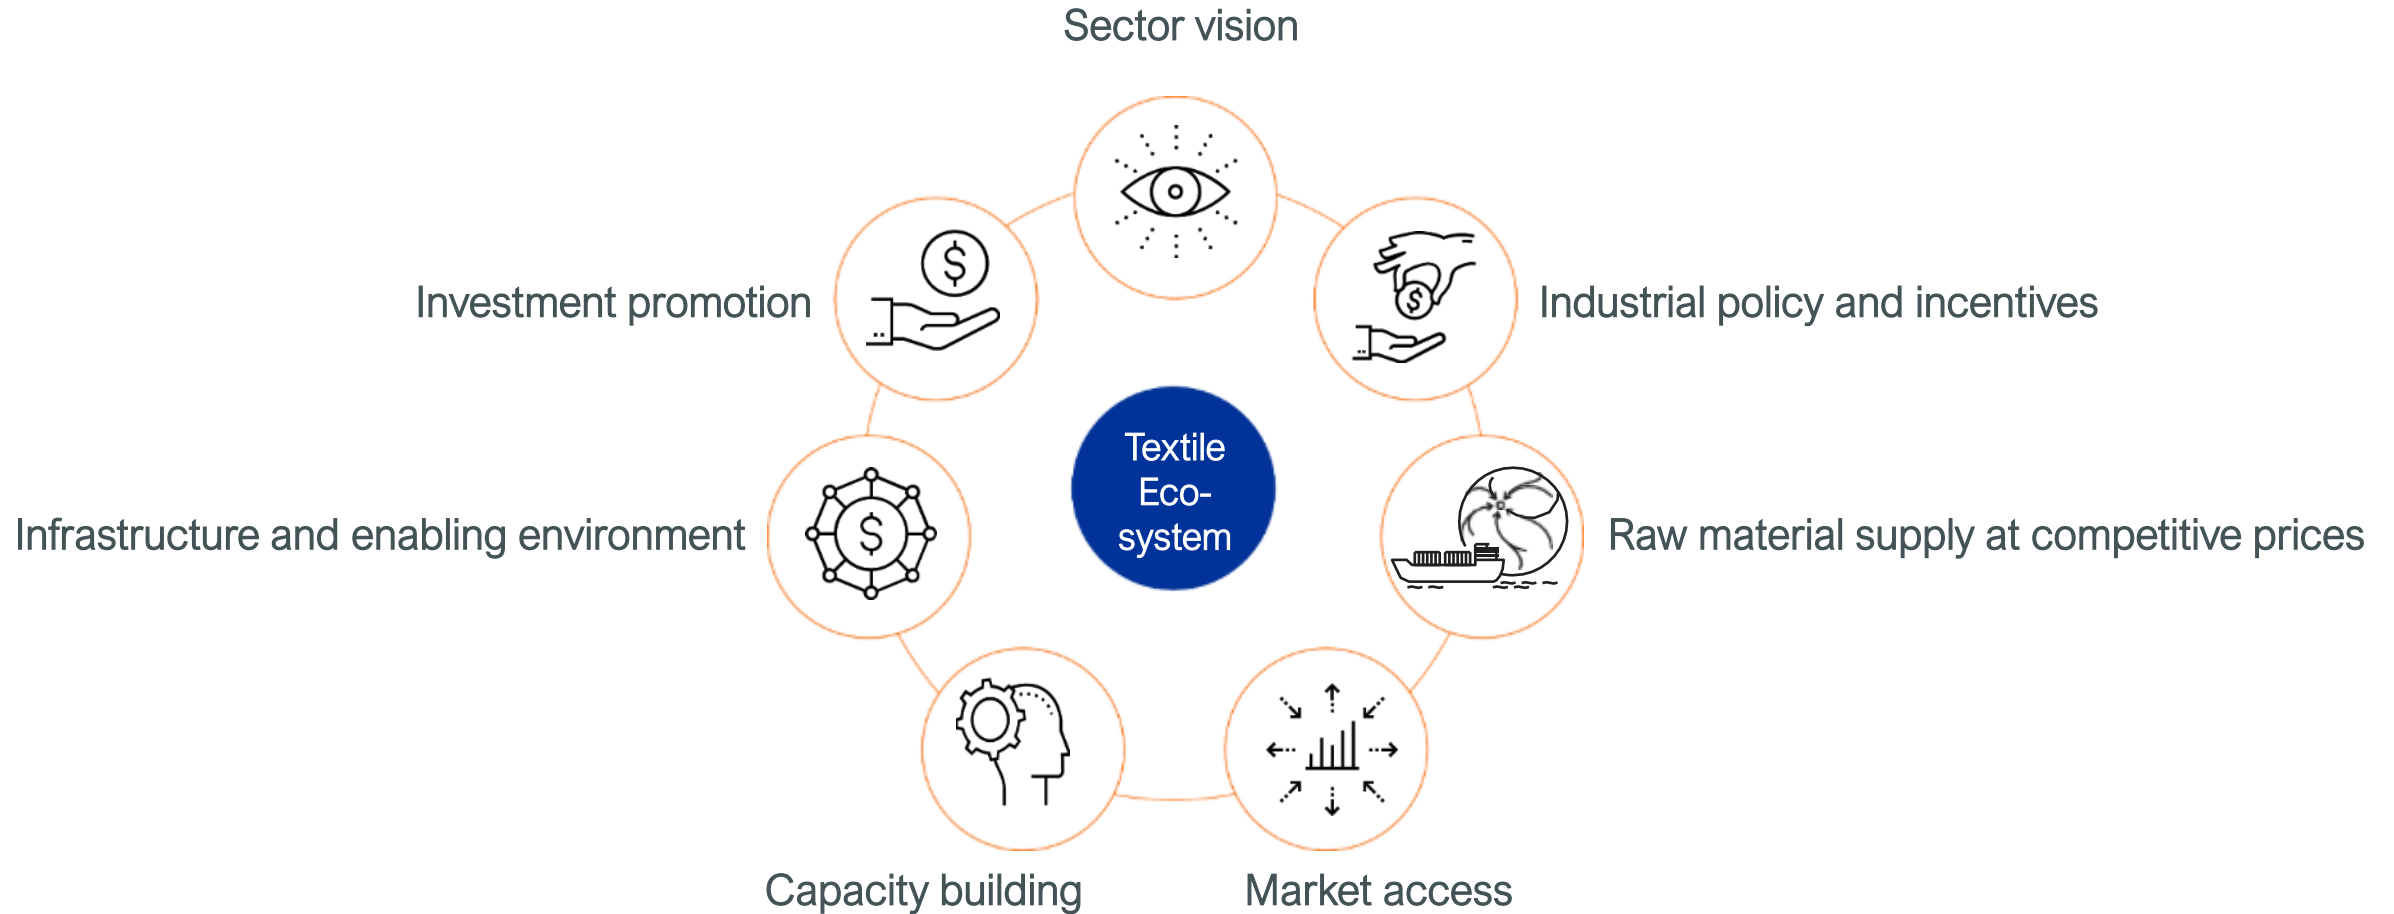 Sector vision
Investment promotion
Industrial policy and incentives
Textile
Eco-
system
Infrastructure and enabling environment
Raw material supply at competitive prices
Capacity building
Market access